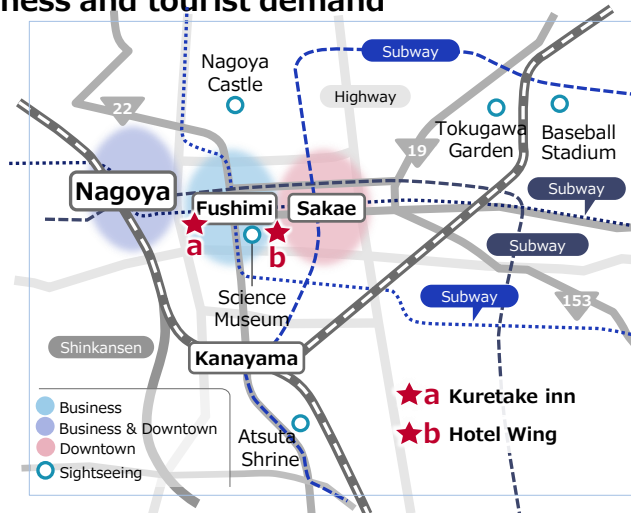 ness and tourist demand
Subway
Nagoya
Castle
Highway
22
Tokugawa
Garden
Baseball
Stadium
19
Nagoya
Subway
Fushimi
Sakae
a
b
Subway
Science
Museum
Subway
153
Shinkansen
Kanayama
a Kuretake inn
b Hotel Wing
Business
Business & Downtown
Downtown
Sightseeing
Atsuta
Shrine